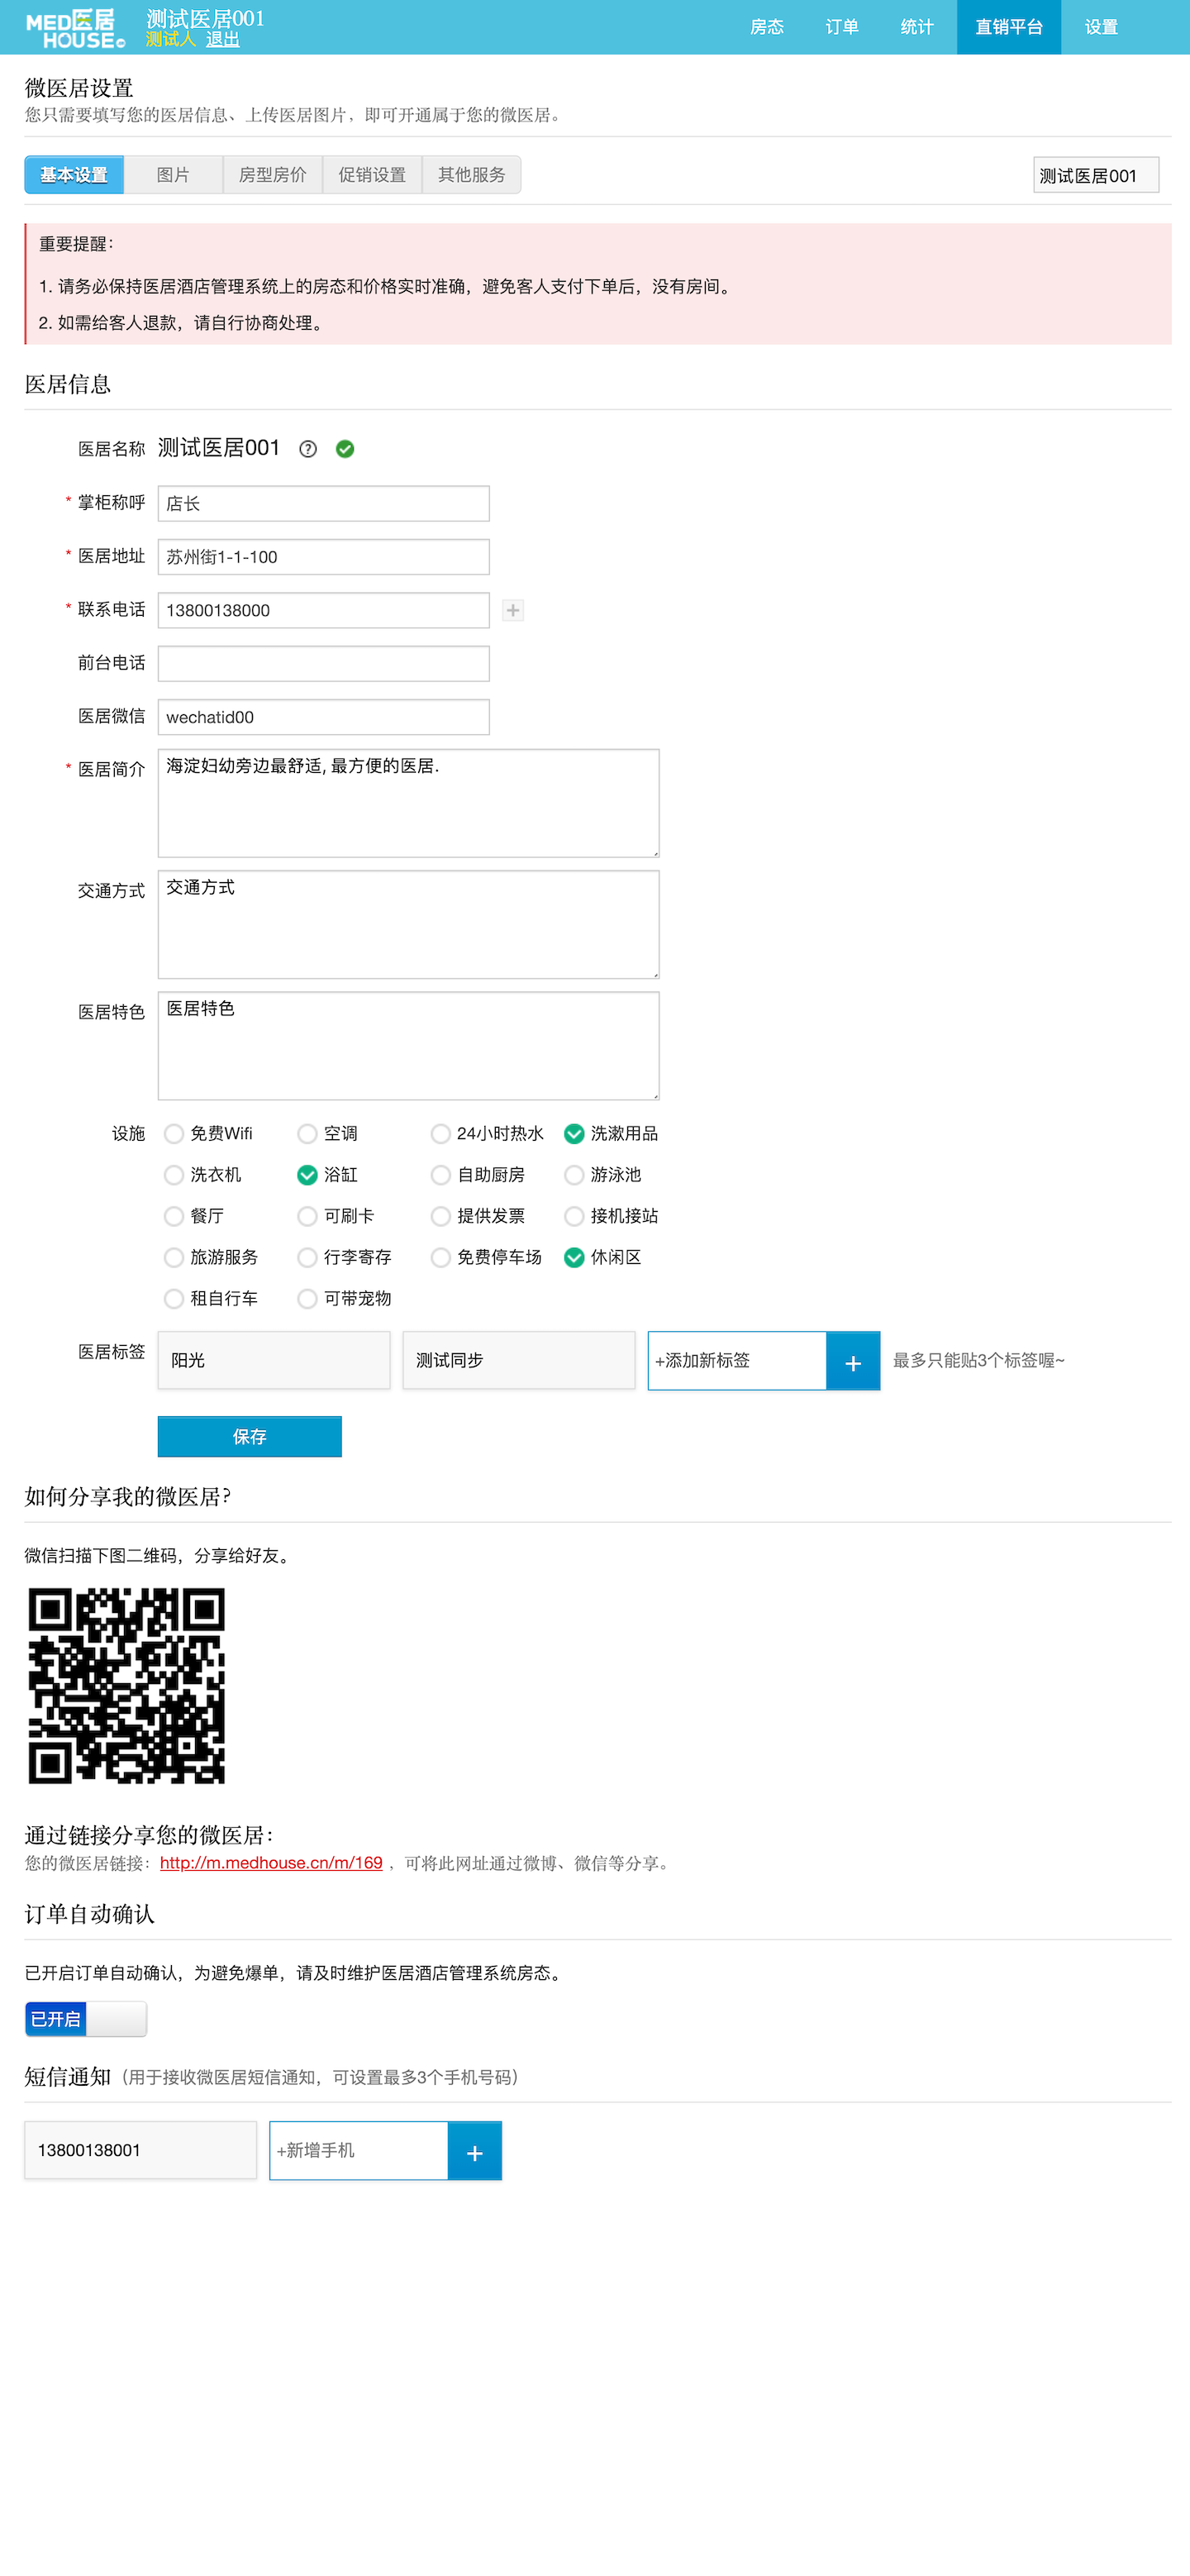 MED医居
HOUSE
测试医居001
测试人 退出
房态 订单 统计 直销平台 设置
微医居设置
您只需要填写您的医居信息、上传医居图片，即可开通属于您的微医居。
基本设置 图片 房型房价 促销设置 其他服务 测试医居001
重要提醒：
1. 请务必保持医居酒店管理系统上的房态和价格实时准确，避免客人支付下单后，没有房间。
2. 如需给客人退款，请自行协商处理。
医居信息
医居名称 测试医居001 ?
* 掌柜称呼 店长
* 医居地址 苏州街1-1-100
* 联系电话 13800138000 +
前台电话
医居微信 wechatid00
* 医居简介 海淀妇幼旁边最舒适, 最方便的医居.
交通方式 交通方式
医居特色 医居特色
设施 免费Wifi 空调 24小时热水 洗漱用品
洗衣机 浴缸 自助厨房 游泳池
餐厅 可刷卡 提供发票 接机接站
旅游服务 行李寄存 免费停车场 休闲区
租自行车 可带宠物
医居标签 阳光 测试同步 +添加新标签 + 最多只能贴3个标签喔~
保存
如何分享我的微医居?
微信扫描下图二维码，分享给好友。
通过链接分享您的微医居：
您的微医居链接：http://m.medhouse.cn/m/169 ，可将此网址通过微博、微信等分享。
订单自动确认
已开启订单自动确认，为避免爆单，请及时维护医居酒店管理系统房态。
已开启
短信通知（用于接收微医居短信通知，可设置最多3个手机号码）
13800138001 +新增手机 +